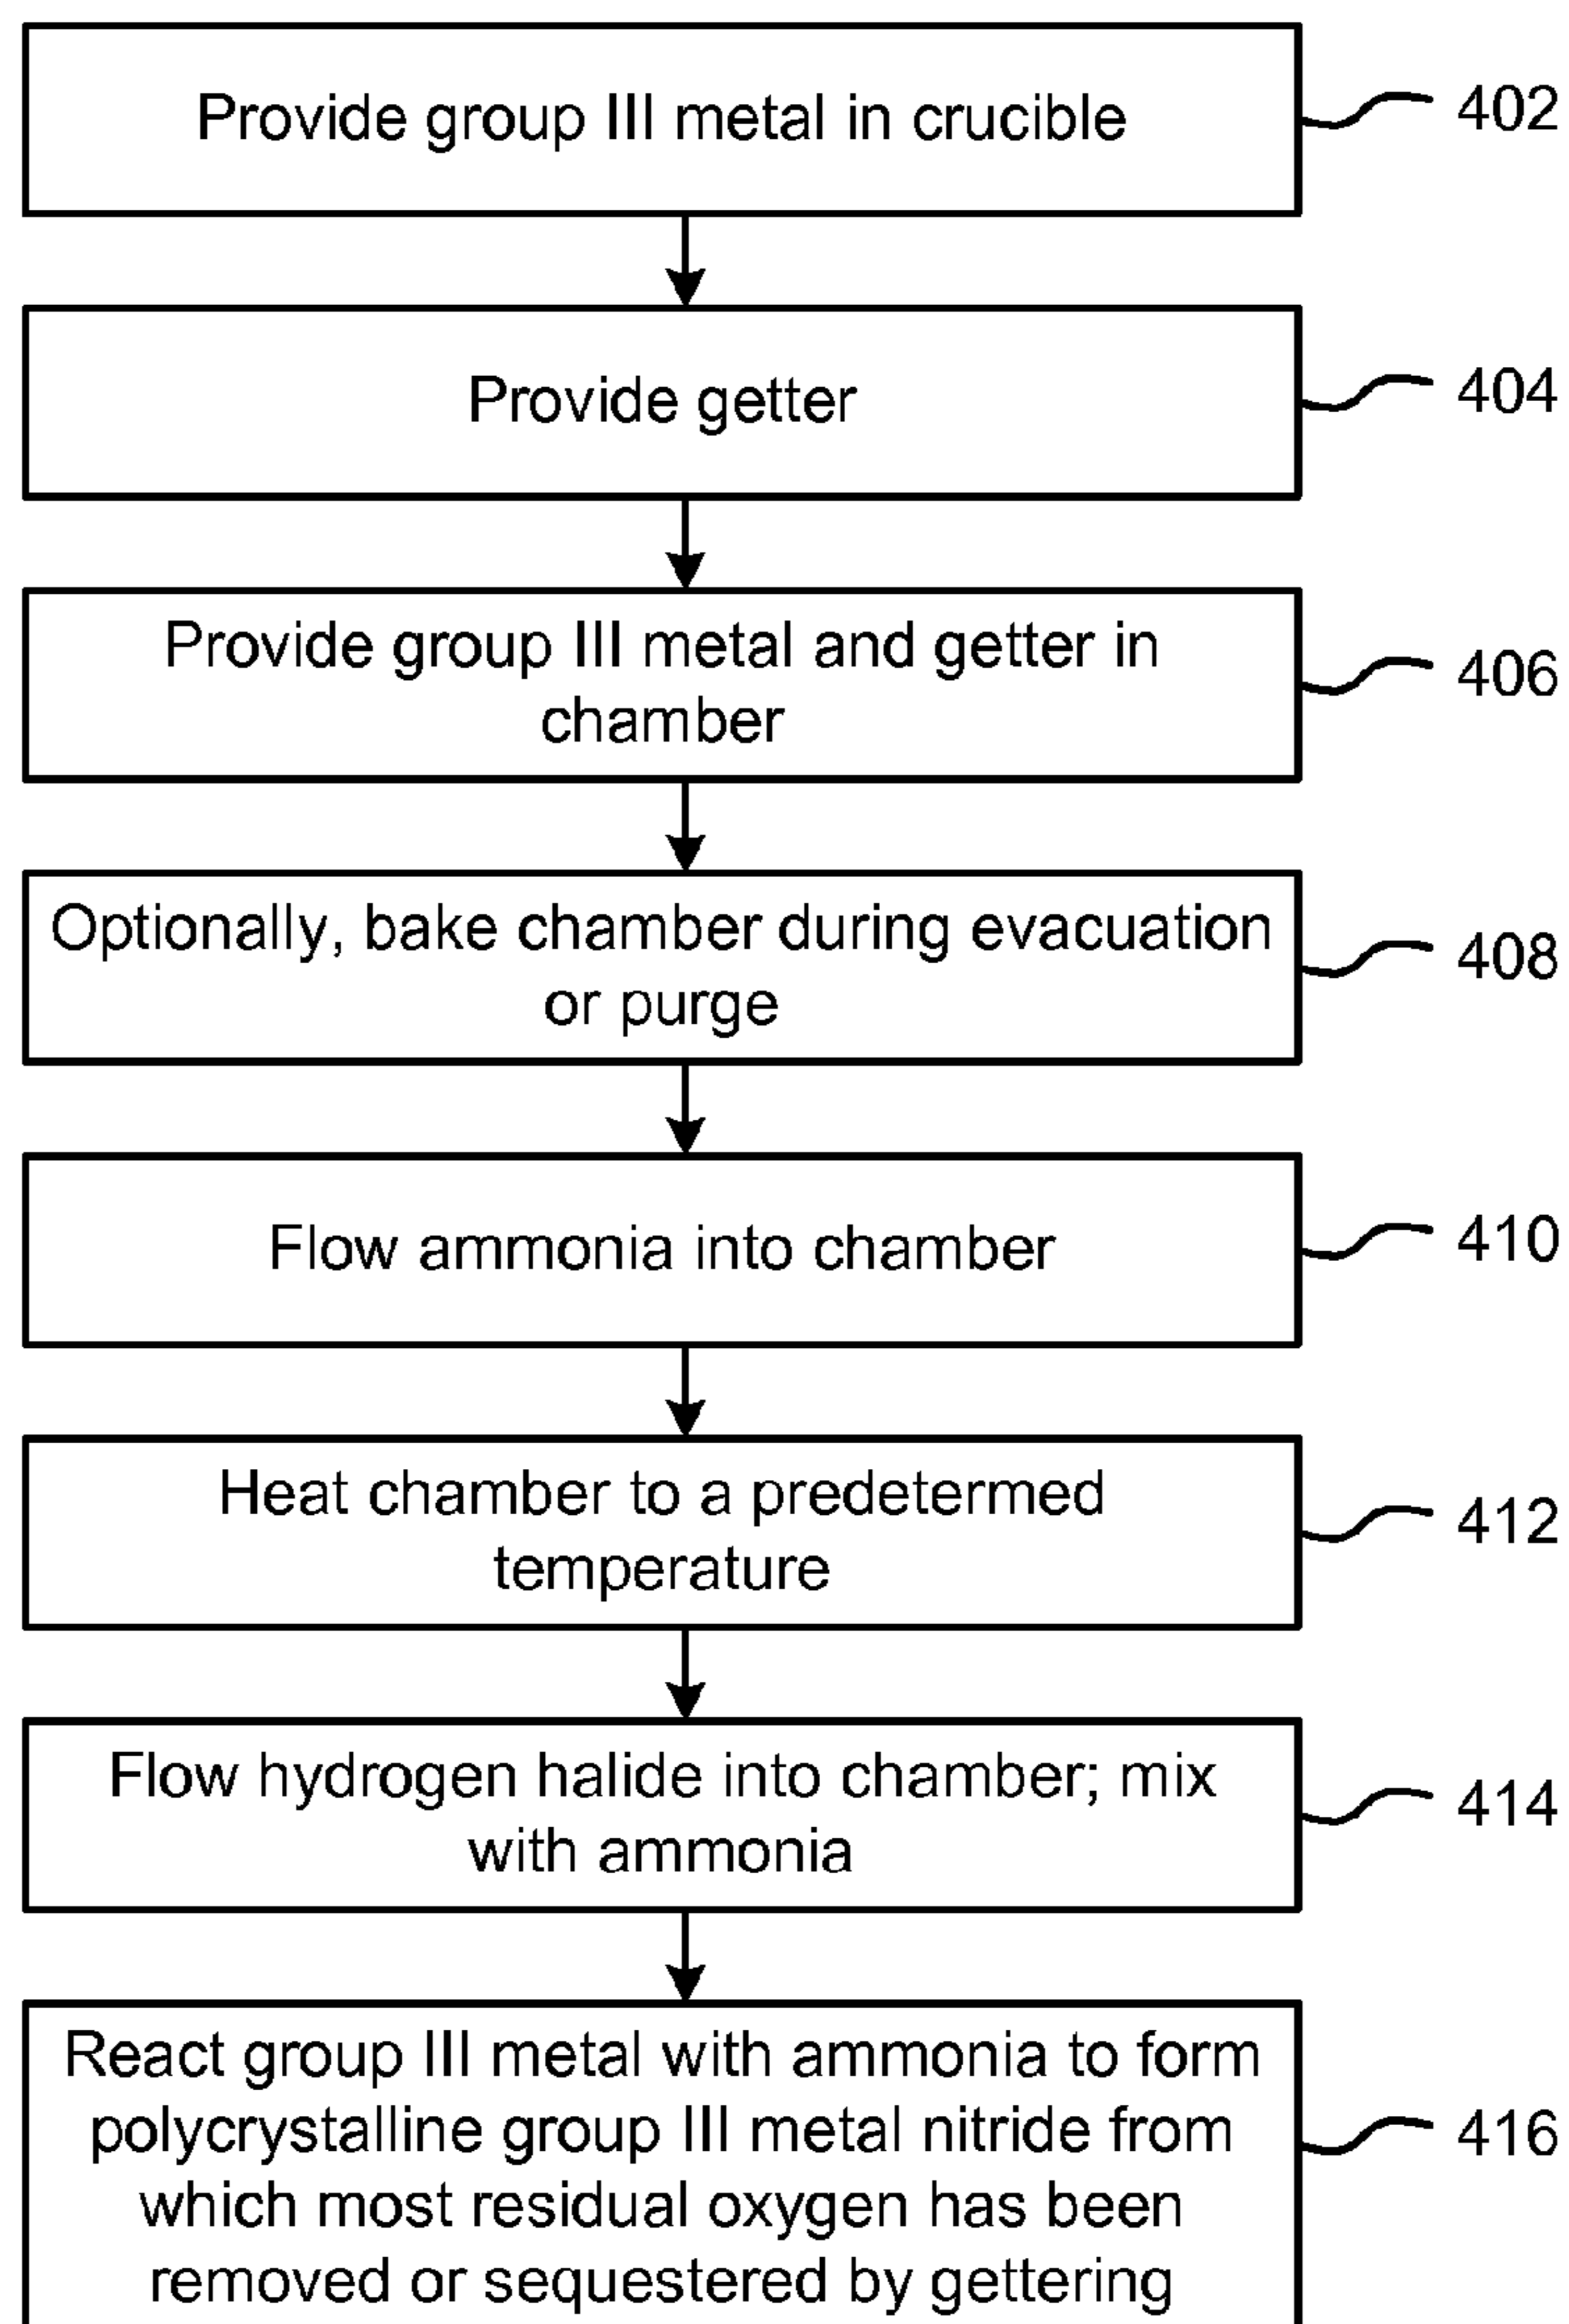 Provide group III metal in crucible
402
Provide getter
404
Provide group III metal and getter in
chamber
406
Optionally, bake chamber during evacuation
or purge
408
Flow ammonia into chamber
410
Heat chamber to a predetermed
temperature
412
Flow hydrogen halide into chamber; mix
with ammonia
414
React group III metal with ammonia to form
polycrystalline group III metal nitride from
which most residual oxygen has been
removed or sequestered by gettering
416